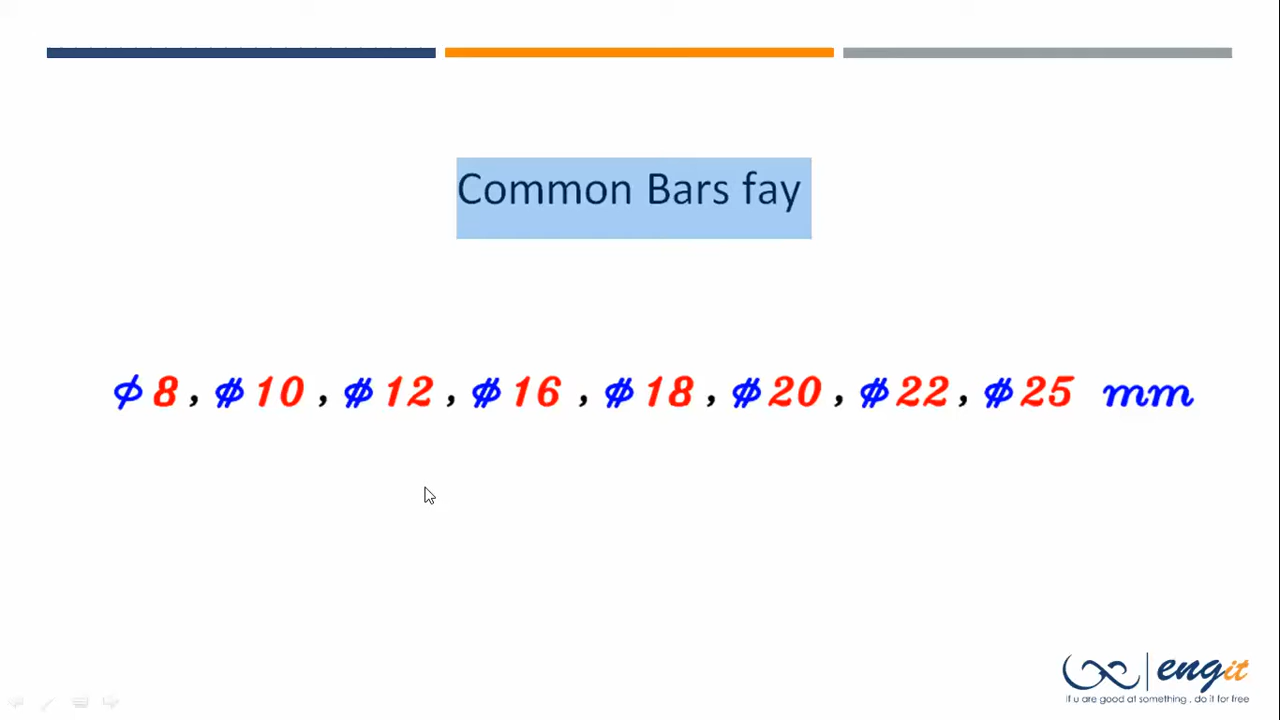 Common Bars fay
ϕ 8 , ⌽ 10 , ⌽ 12 , ⌽ 16 , ⌽ 18 , ⌽ 20 , ⌽ 22 , ⌽ 25 mm
engit
if u are good at something , do it for free